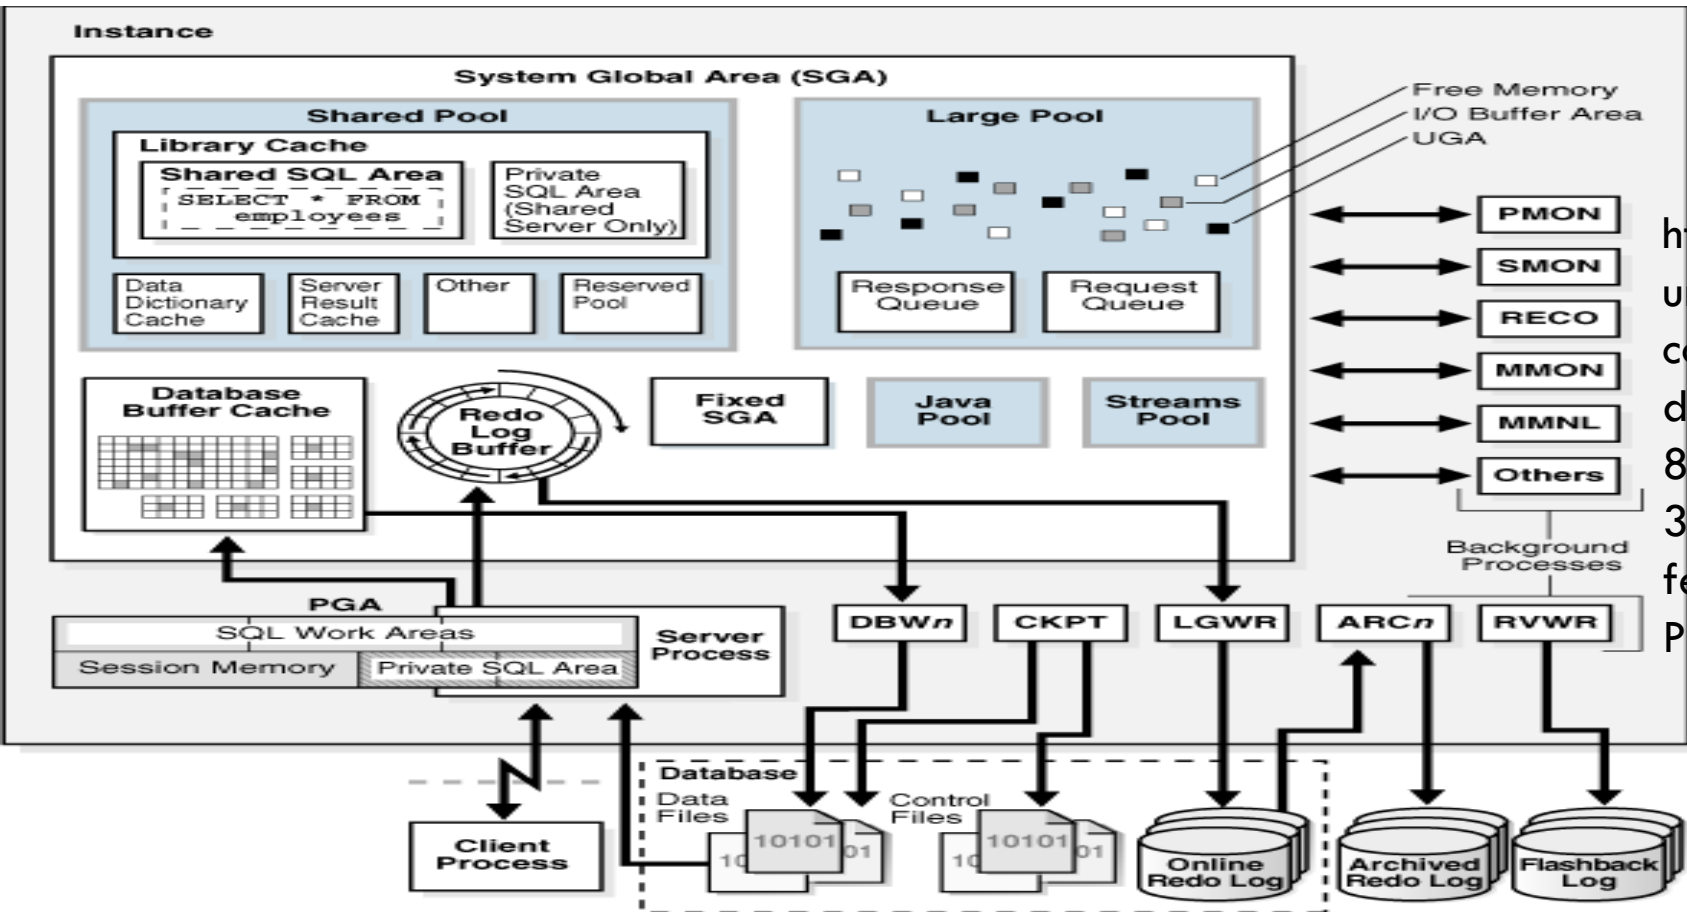 Instance
System Global Area (SGA)
Shared Pool
Library Cache
Shared SQL Area
SELECT * FROM
employees
Private
SQL Area
(Shared
Server Only)
Data
Dictionary
Cache
Server
Result
Cache
Other
Reserved
Pool
Large Pool
Response
Queue
Request
Queue
Free Memory
I/O Buffer Area
UGA
Database
Buffer Cache
Redo
Log
Buffer
Fixed
SGA
Java
Pool
Streams
Pool
PMON
SMON
RECO
MMON
MMNL
Others
Background
Processes
PGA
SQL Work Areas
Session Memory
Private SQL Area
Server
Process
DBWn
CKPT
LGWR
ARCn
RVWR
Client
Process
Database
Data
Files
10101
10
01
Control
Files
10101
10
01
Online
Redo Log
Archived
Redo Log
Flashback
Log